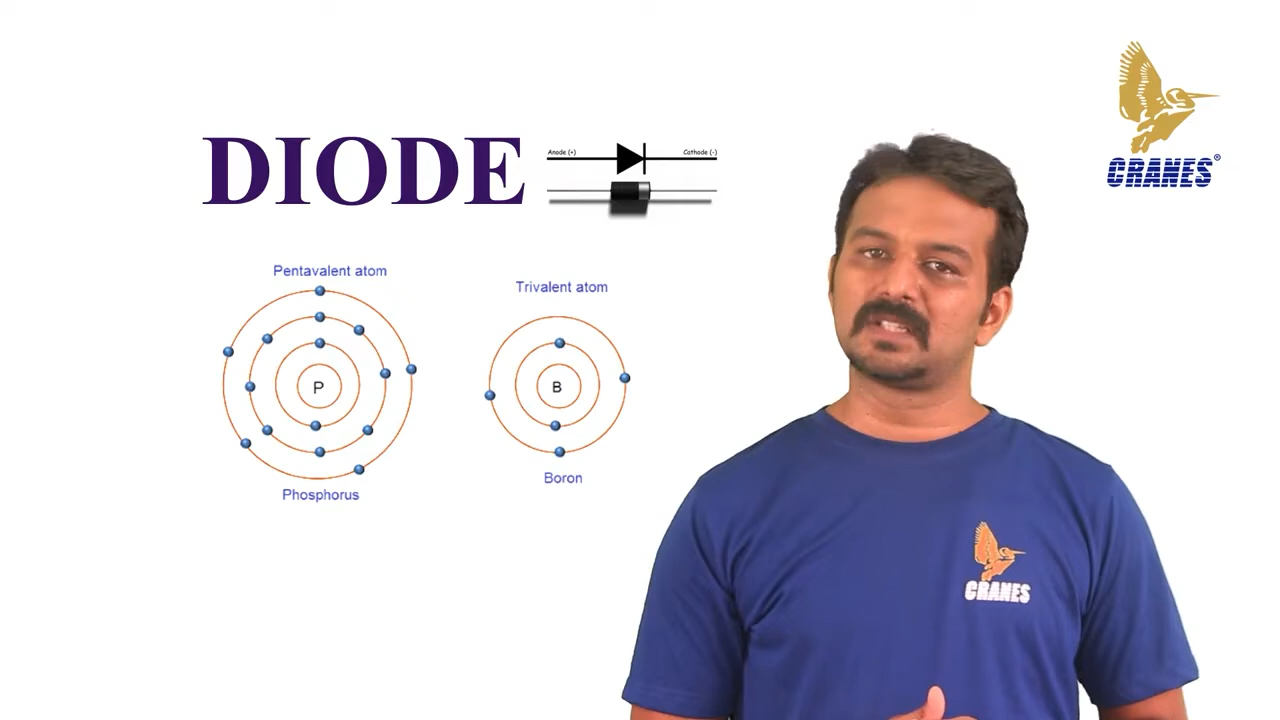 CRANES®
DIODE
Anode (+)
Cathode (-)
Pentavalent atom
Trivalent atom
P
B
Boron
Phosphorus
CRANES